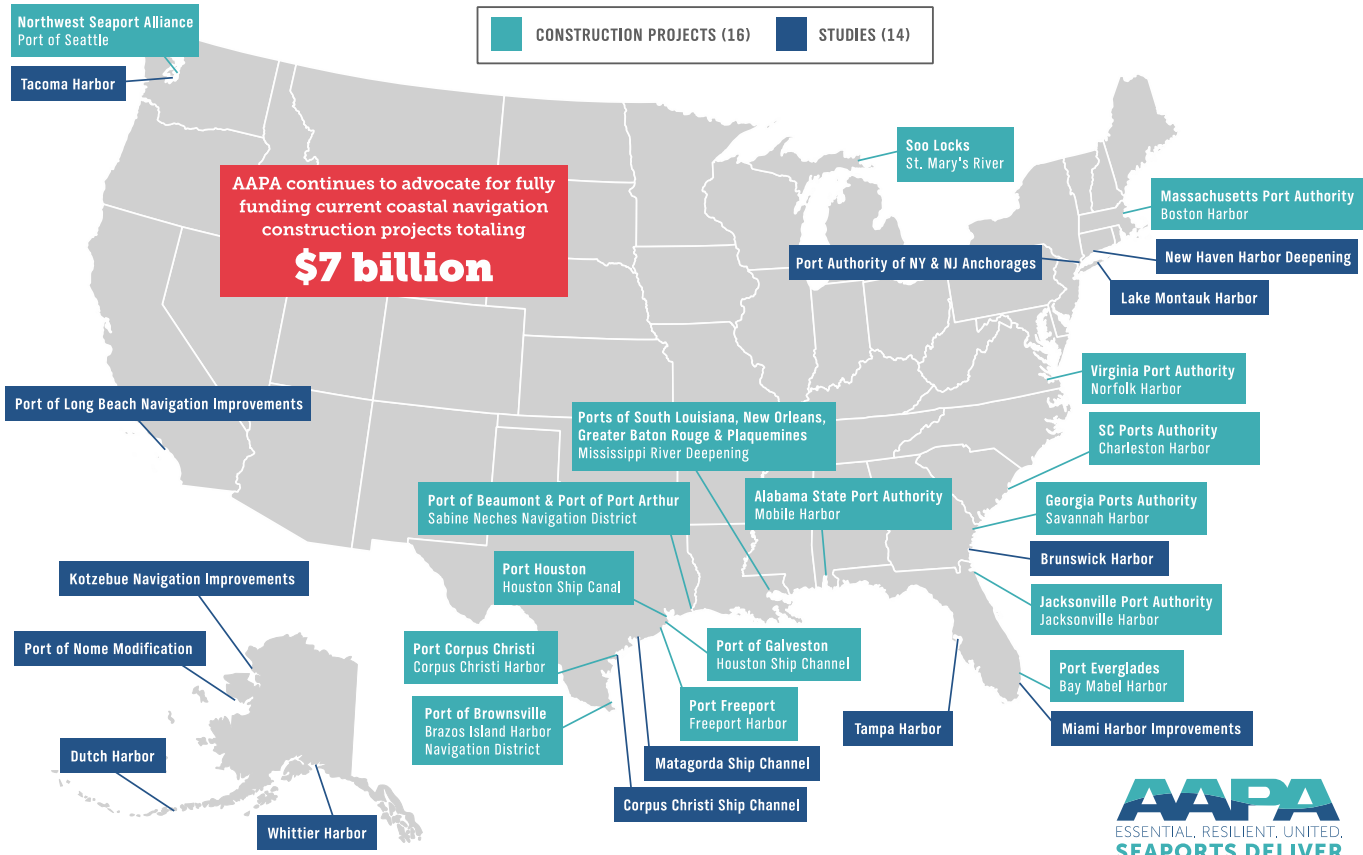 Northwest Seaport Alliance
Port of Seattle
Tacoma Harbor
CONSTRUCTION PROJECTS (16)
STUDIES (14)
Soo Locks
St. Mary's River
AAPA continues to advocate for fully
funding current coastal navigation
construction projects totaling
$7 billion
Massachusetts Port Authority
Boston Harbor
Port Authority of NY & NJ Anchorages
New Haven Harbor Deepening
Lake Montauk Harbor
Virginia Port Authority
Norfolk Harbor
Port of Long Beach Navigation Improvements
Ports of South Louisiana, New Orleans,
Greater Baton Rouge & Plaquemines
Mississippi River Deepening
SC Ports Authority
Charleston Harbor
Port of Beaumont & Port of Port Arthur
Sabine Neches Navigation District
Alabama State Port Authority
Mobile Harbor
Georgia Ports Authority
Savannah Harbor
Brunswick Harbor
Kotzebue Navigation Improvements
Port Houston
Houston Ship Canal
Jacksonville Port Authority
Jacksonville Harbor
Port of Nome Modification
Port Corpus Christi
Corpus Christi Harbor
Port of Galveston
Houston Ship Channel
Port Everglades
Bay Mabel Harbor
Port of Brownsville
Brazos Island Harbor
Navigation District
Port Freeport
Freeport Harbor
Tampa Harbor
Miami Harbor Improvements
Dutch Harbor
Matagorda Ship Channel
Corpus Christi Ship Channel
Whittier Harbor
AAPA
ESSENTIAL, RESILIENT, UNITED.
SEAPORTS DELIVER